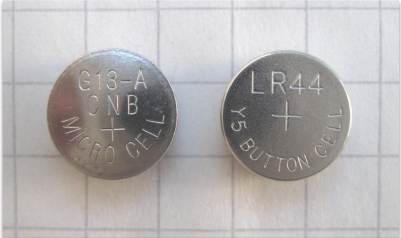 G13-A
CNB
+
MICRO CELL
LR44
+
Y5 BUTTON CELL